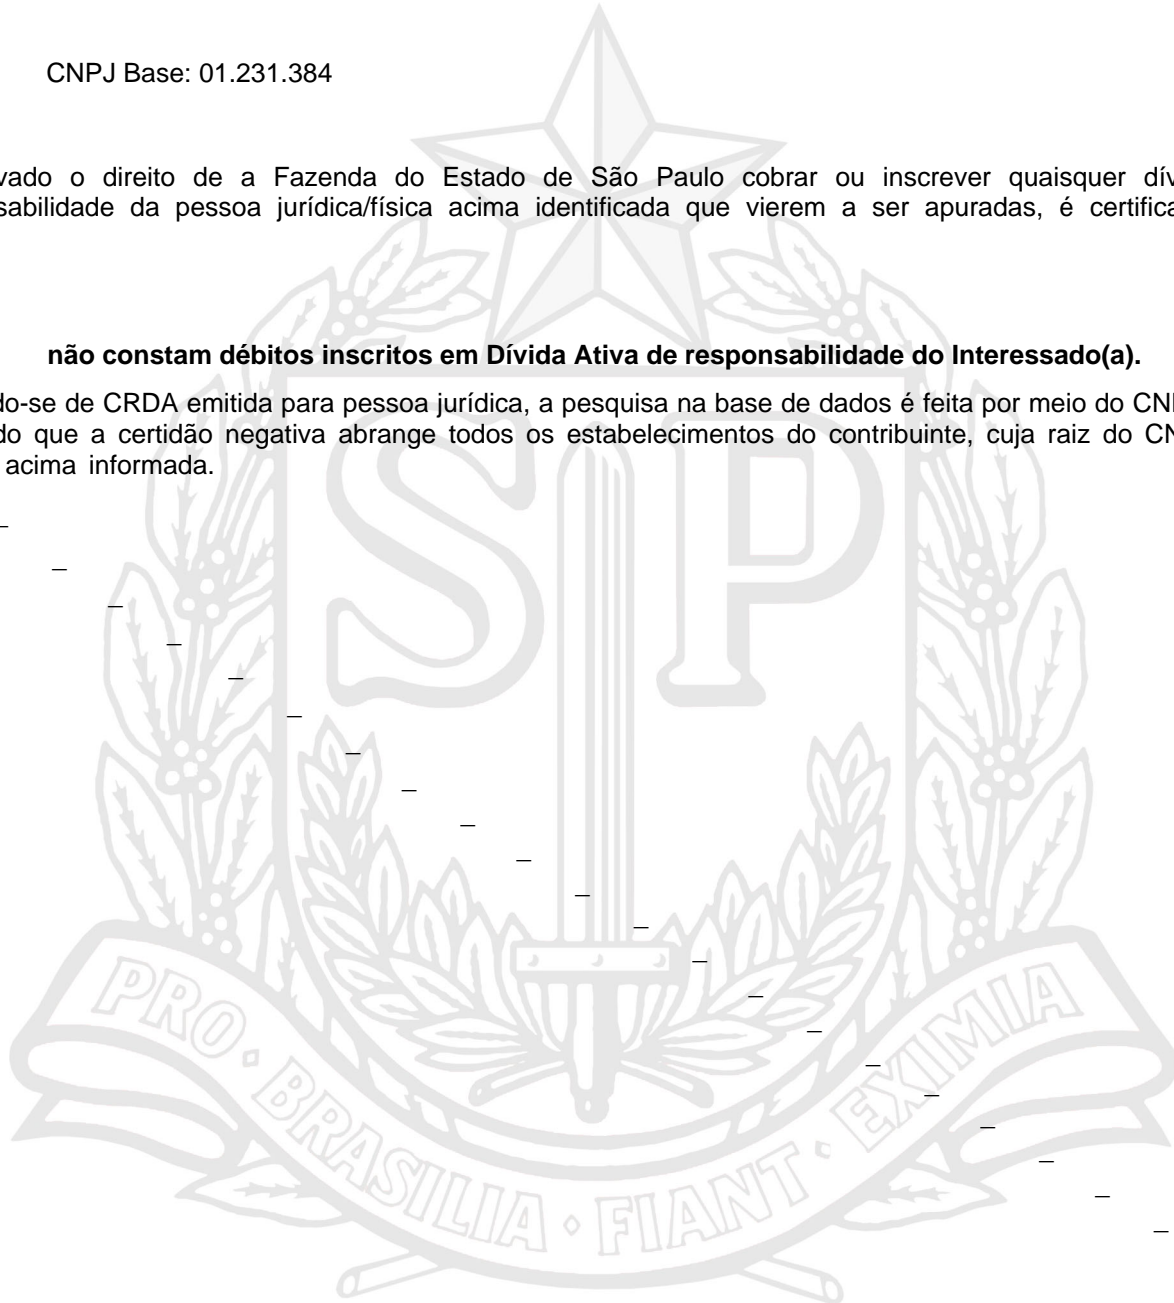 CNPJ Base: 01.231.384
vado o direito de a Fazenda do Estado de São Paulo cobrar ou inscrever quaisquer dív
sabilidade da pessoa jurídica/física acima identificada que vierem a ser apuradas, é certifica
não constam débitos inscritos em Dívida Ativa de responsabilidade do Interessado(a).
do-se de CRDA emitida para pessoa jurídica, a pesquisa na base de dados é feita por meio do CN
do que a certidão negativa abrange todos os estabelecimentos do contribuinte, cuja raiz do CN
acima informada.
SP
PRO · BRASILIA · FIANT · EXIMIA